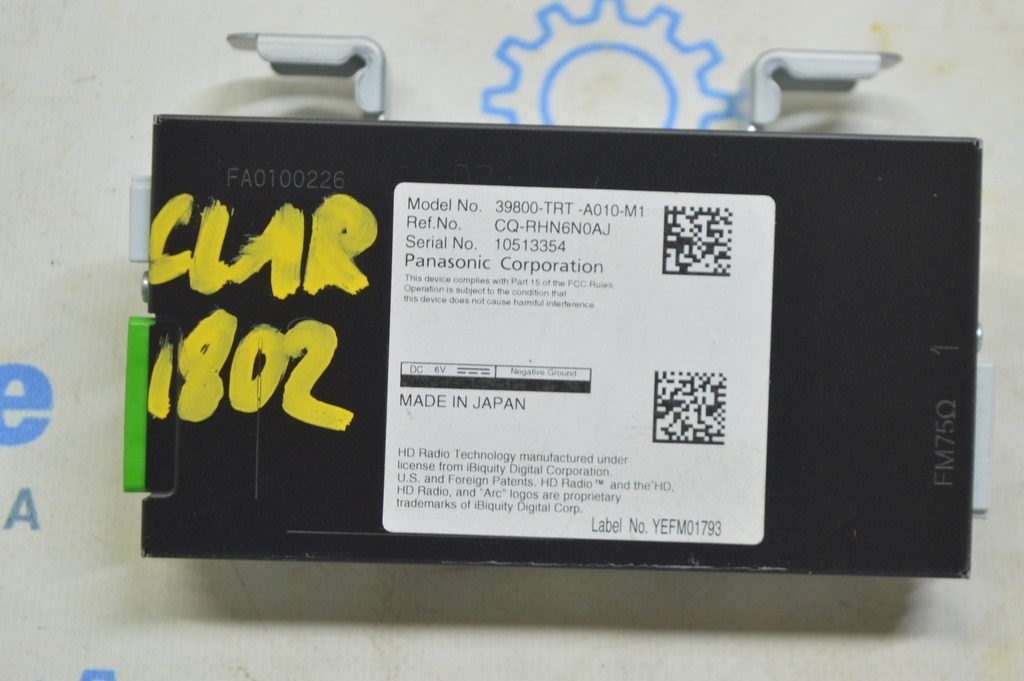 FA0100226
CLAR
1802
Model No. 39800-TRT -A010-M1
Ref.No. CQ-RHN6N0AJ
Serial No. 10513354
Panasonic Corporation
This device complies with Part 15 of the FCC Rules.
Operation is subject to the condition that
this device does not cause harmful interference
DC 6V Negative Ground
MADE IN JAPAN
HD Radio Technology manufactured under
license from iBiquity Digital Corporation.
U.S. and Foreign Patents. HD Radio™ and the HD,
HD Radio, and "Arc" logos are proprietary
trademarks of iBiquity Digital Corp.
Label No. YEFM01793
FM75Ω 1
e
A